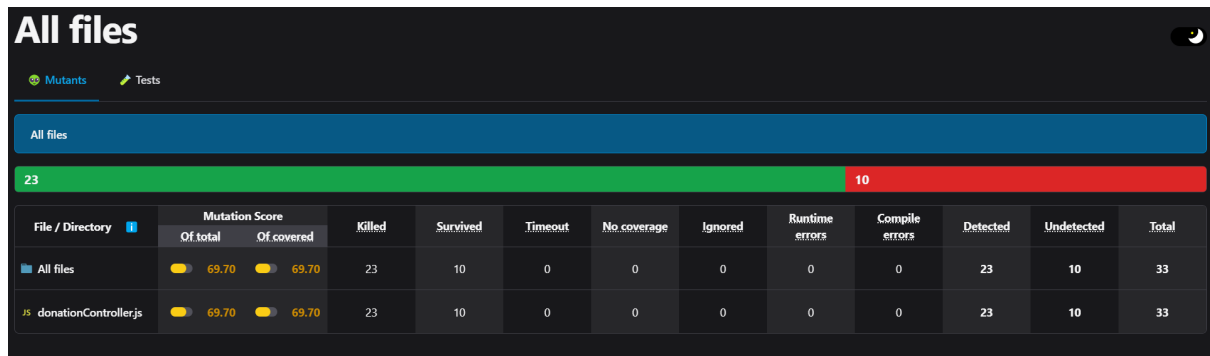 All files
Mutants Tests
All files
23 10
File / Directory Mutation Score Killed Survived Timeout No coverage Ignored Runtime errors Compile errors Detected Undetected Total
Of total Of covered
All files 69.70 69.70 23 10 0 0 0 0 0 23 10 33
JS donationController.js 69.70 69.70 23 10 0 0 0 0 0 23 10 33